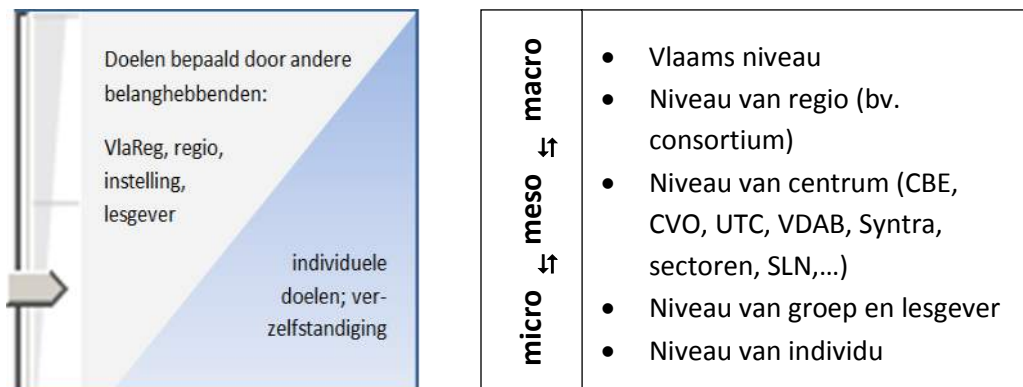 Doelen bepaald door andere
belanghebbenden:
VlaReg, regio,
instelling,
lesgever
individuele
doelen; ver-
zelfstandiging
micro ⇵ meso ⇵ macro
• Vlaams niveau
• Niveau van regio (bv.
consortium)
• Niveau van centrum (CBE,
CVO, UTC, VDAB, Syntra,
sectoren, SLN,…)
• Niveau van groep en lesgever
• Niveau van individu